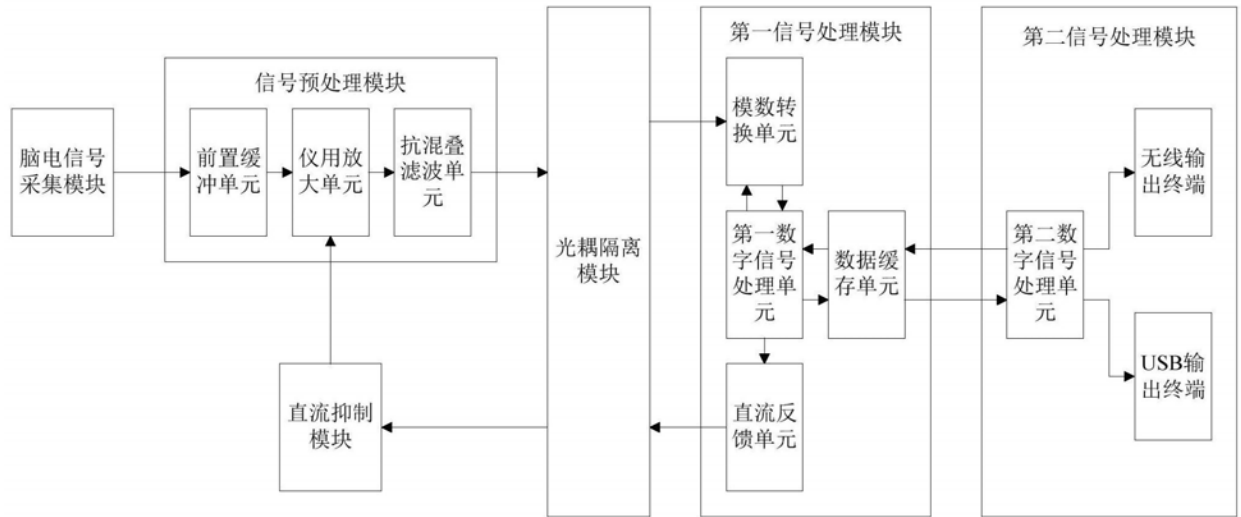 脑电信号
采集模块
信号预处理模块
前置缓
冲单元
仪用放
大单元
抗混叠
滤波单
元
直流抑制
模块
光耦隔离
模块
第一信号处理模块
模数转
换单元
第一数
字信号
处理单
元
数据缓
存单元
直流反
馈单元
第二信号处理模块
第二数
字信号
处理单
元
无线输
出终端
USB输
出终端